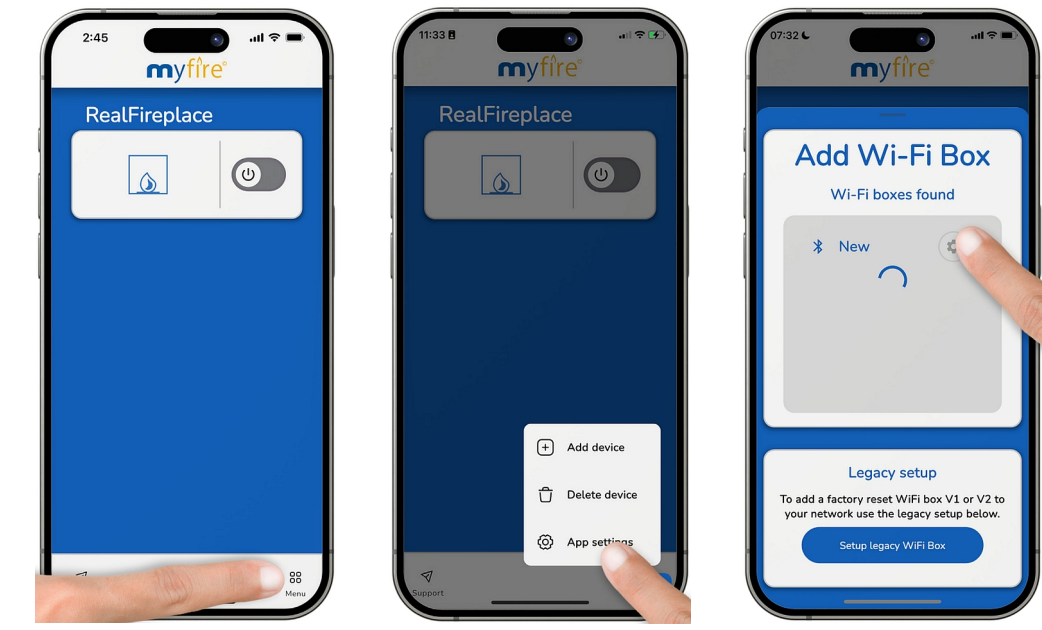 2:45
myfire
RealFireplace
Menu
11:33
myfire
RealFireplace
Add device
Delete device
App settings
Support
07:32
myfire
Add Wi-Fi Box
Wi-Fi boxes found
New
Legacy setup
To add a factory reset WiFi box V1 or V2 to
your network use the legacy setup below.
Setup legacy WiFi Box